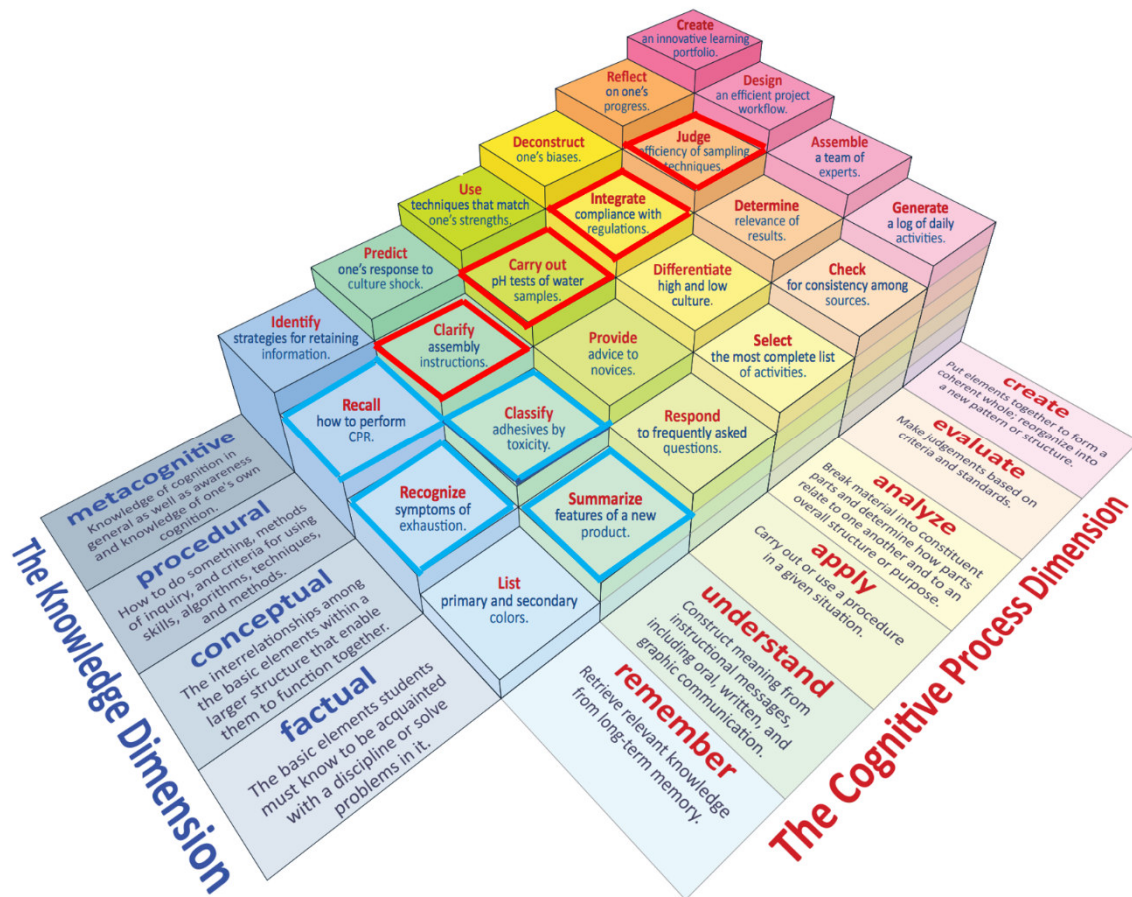 Create
an innovative learning
portfolio.
Reflect
on one's
progress.
Design
an efficient project
workflow.
Deconstruct
one's biases.
Judge
efficiency of sampling
techniques.
Assemble
a team of
experts.
Use
techniques that match
one's strengths.
Integrate
compliance with
regulations.
Determine
relevance of
results.
Generate
a log of daily
activities.
Predict
one's response to
culture shock.
Carry out
pH tests of water
samples.
Differentiate
high and low
culture.
Check
for consistency among
sources.
Identify
strategies for retaining
information.
Clarify
assembly
instructions.
Provide
advice to
novices.
Select
the most complete list
of activities.
Recall
how to perform
CPR.
Classify
adhesives by
toxicity.
Respond
to frequently asked
questions.
Recognize
symptoms of
exhaustion.
Summarize
features of a new
product.
List
primary and secondary
colors.
metacognitive
Knowledge of cognition in
general as well as awareness
and knowledge of one's own
cognition.
procedural
How to do something, methods
of inquiry, and criteria for using
skills, algorithms, techniques,
and methods.
conceptual
The interrelationships among
the basic elements within a
larger structure that enable
them to function together.
factual
The basic elements students
must know to be acquainted
with a discipline or solve
problems in it.
The Knowledge Dimension
create
Put elements together to form a
coherent whole; reorganize into
a new pattern or structure.
evaluate
Make judgements based on
criteria and standards.
analyze
Break material into constituent
parts and determine how parts
relate to one another and to an
overall structure or purpose.
apply
Carry out or use a procedure
in a given situation.
understand
Construct meaning from
instructional messages,
including oral, written, and
graphic communication.
remember
Retrieve relevant knowledge
from long-term memory.
The Cognitive Process Dimension